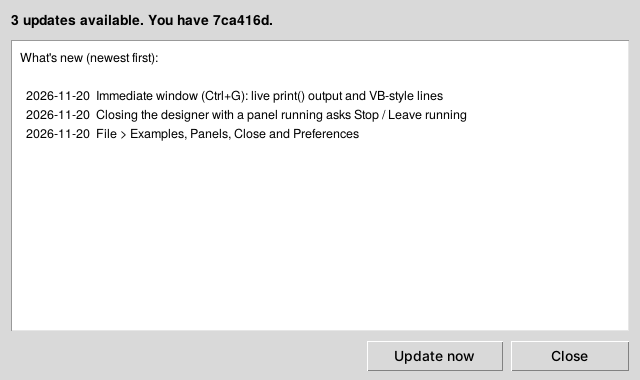 3 updates available. You have 7ca416d.
What's new (newest first):
2026-11-20 Immediate window (Ctrl+G): live print() output and VB-style lines
2026-11-20 Closing the designer with a panel running asks Stop / Leave running
2026-11-20 File > Examples, Panels, Close and Preferences
Update now
Close